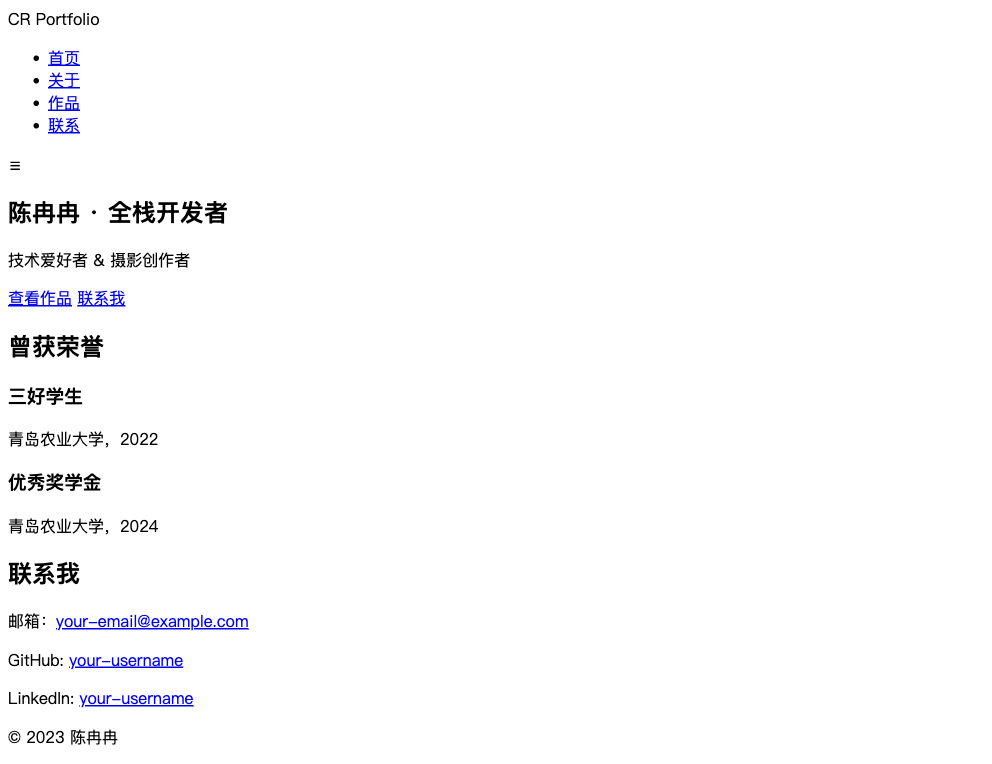 CR Portfolio
• 首页
• 关于
• 作品
• 联系
≡
陈冉冉 · 全栈开发者
技术爱好者 & 摄影创作者
查看作品 联系我
曾获荣誉
三好学生
青岛农业大学，2022
优秀奖学金
青岛农业大学，2024
联系我
邮箱：your-email@example.com
GitHub: your-username
LinkedIn: your-username
© 2023 陈冉冉